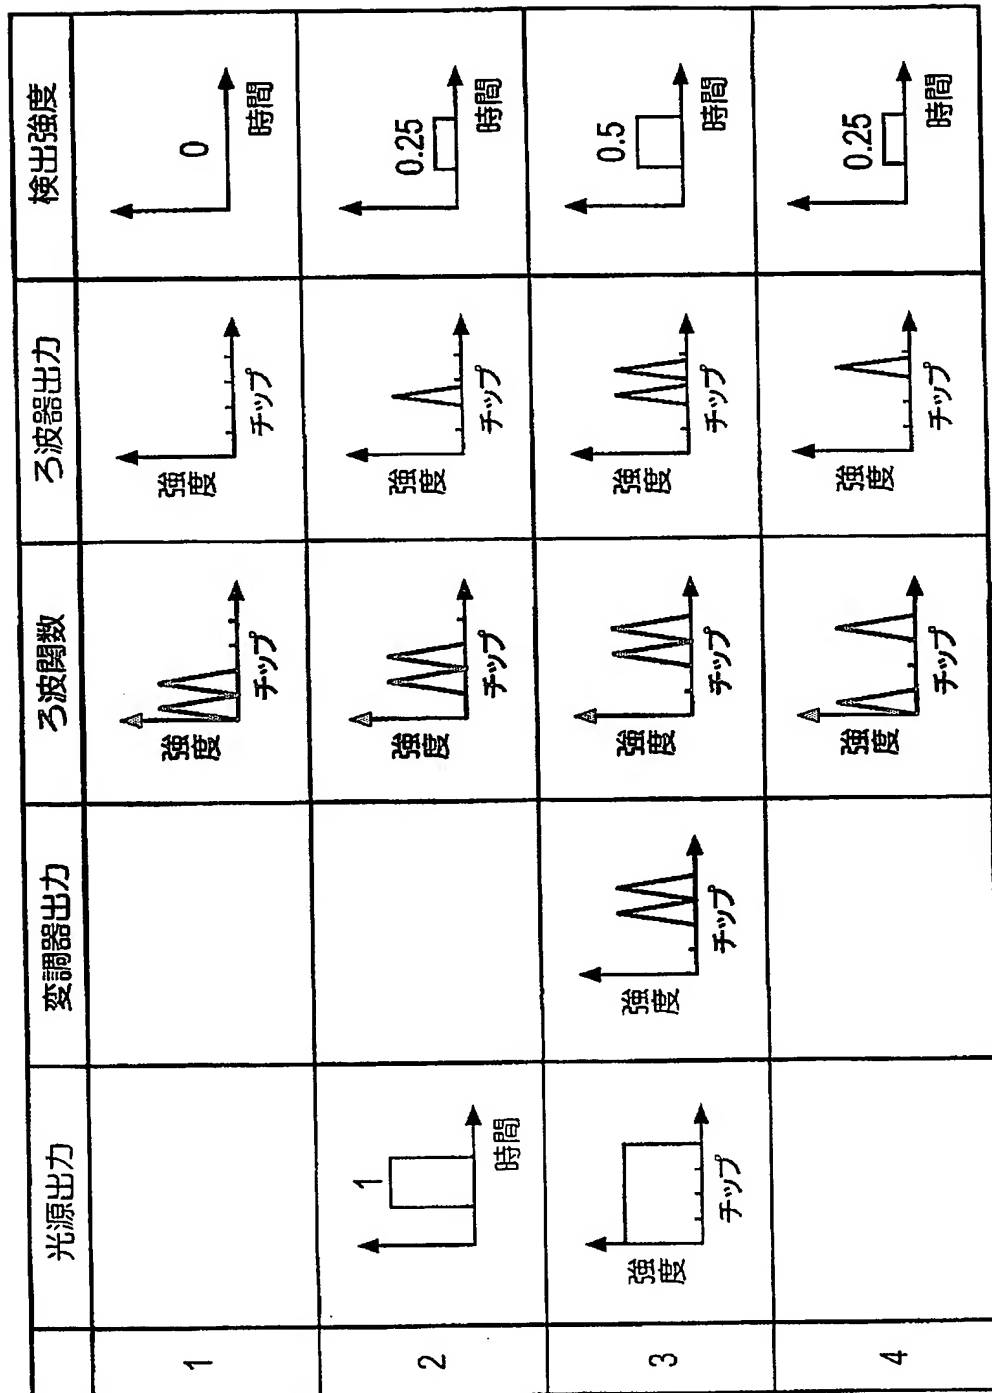 光源出力
変調器出力
ろ波関数
ろ波器出力
検出強度
1
強度
チップ
強度
チップ
0
時間
2
1
時間
強度
チップ
強度
チップ
0.25
時間
3
強度
チップ
強度
チップ
強度
チップ
強度
チップ
0.5
時間
4
強度
チップ
強度
チップ
0.25
時間